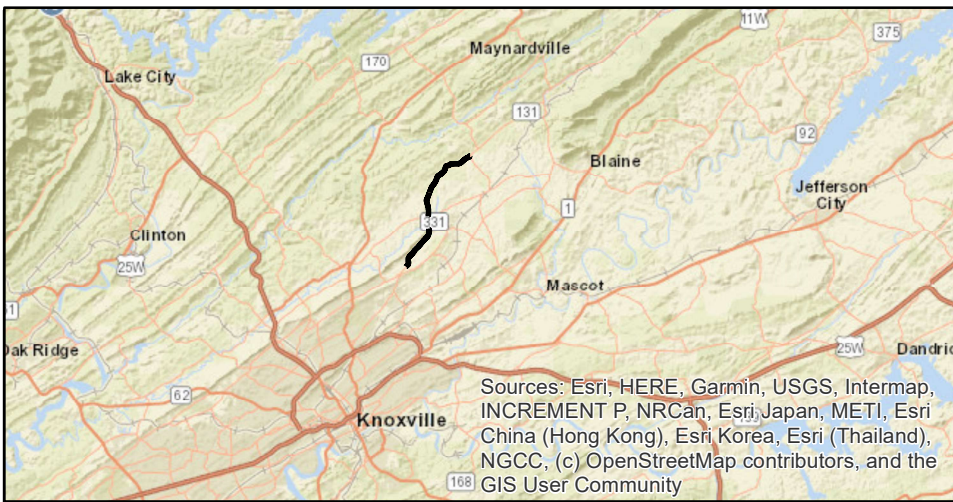 11W
375
Maynardville
170
Lake City
131
92
Blaine
Jefferson
City
1
331
Clinton
25W
Mascot
61
Oak Ridge
25W
Dandric
62
Knoxville
168
Sources: Esri, HERE, Garmin, USGS, Intermap,
INCREMENT P, NRCan, Esri Japan, METI, Esri
China (Hong Kong), Esri Korea, Esri (Thailand),
NGCC, (c) OpenStreetMap contributors, and the
GIS User Community